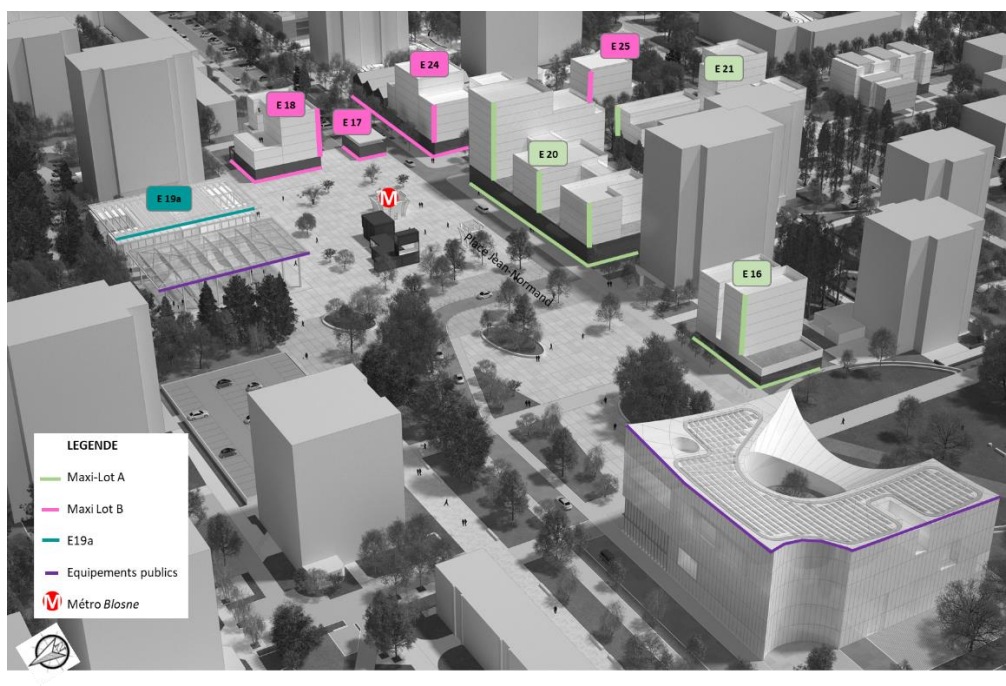 E 25
E 24
E 21
E 18
E 17
E 20
M
E 19a
Place Jean-Normand
E 16
LEGENDE
Maxi-Lot A
Maxi Lot B
E19a
Equipements publics
M Métro Blosne